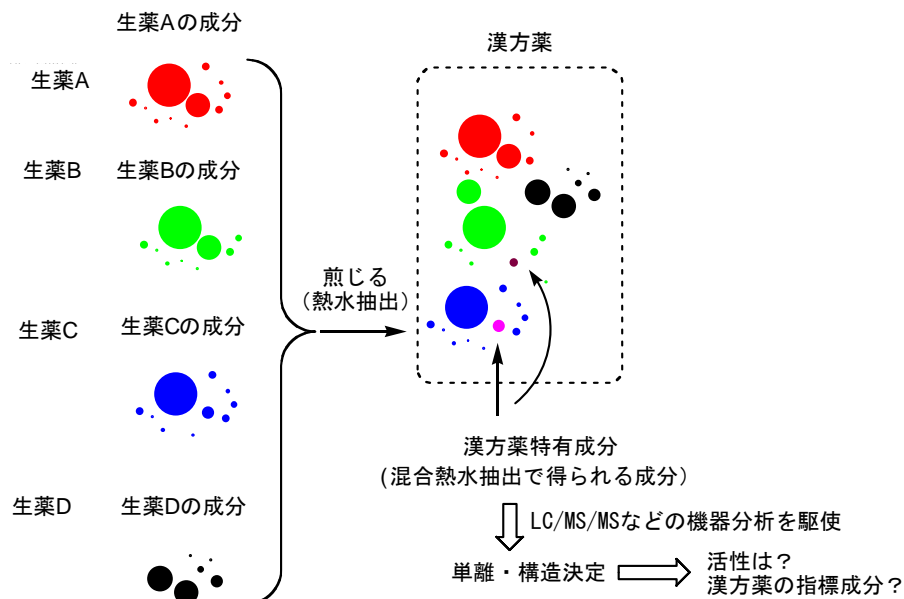 生薬Aの成分
生薬A
生薬B
生薬Bの成分
生薬C
生薬Cの成分
生薬D
生薬Dの成分
煎じる
（熱水抽出）
漢方薬
漢方薬特有成分
(混合熱水抽出で得られる成分）
LC/MS/MSなどの機器分析を駆使
単離・構造決定
活性は？
漢方薬の指標成分？